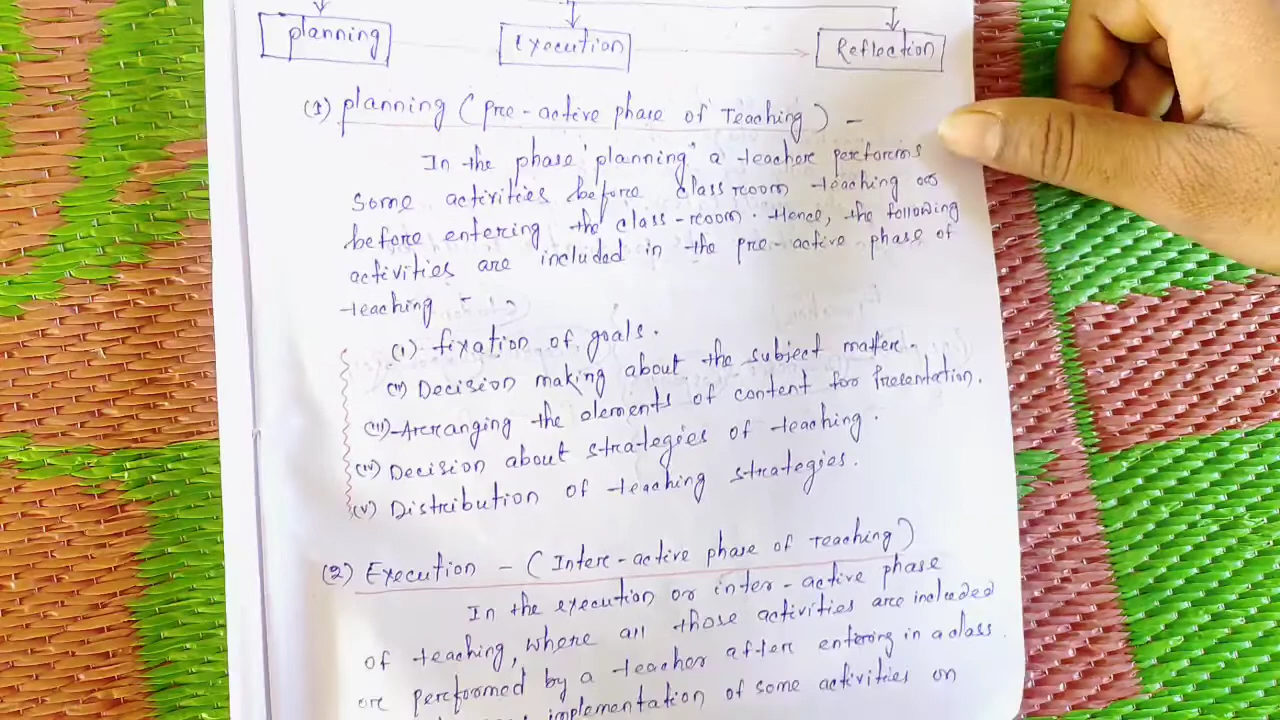 planning
Execution
Reflection
(1) planning (pre-active phase of Teaching) -
In the phase "planning" a teacher performs
some activities before classroom teaching or
before entering the class-room. Hence, the following
activities are included in the pre-active phase of
teaching
(i). fixation of goals.
(ii) Decision making about the subject matter.
(iii) Arranging the elements of content for Presentation.
(iv) Decision about strategies of teaching.
(v) Distribution of teaching strategies.
(2) Execution - (Inter-active phase of Teaching)
In the execution or inter-active phase
of teaching, where all those activities are included
or performed by a teacher after entering in a class.
implementation of some activities on